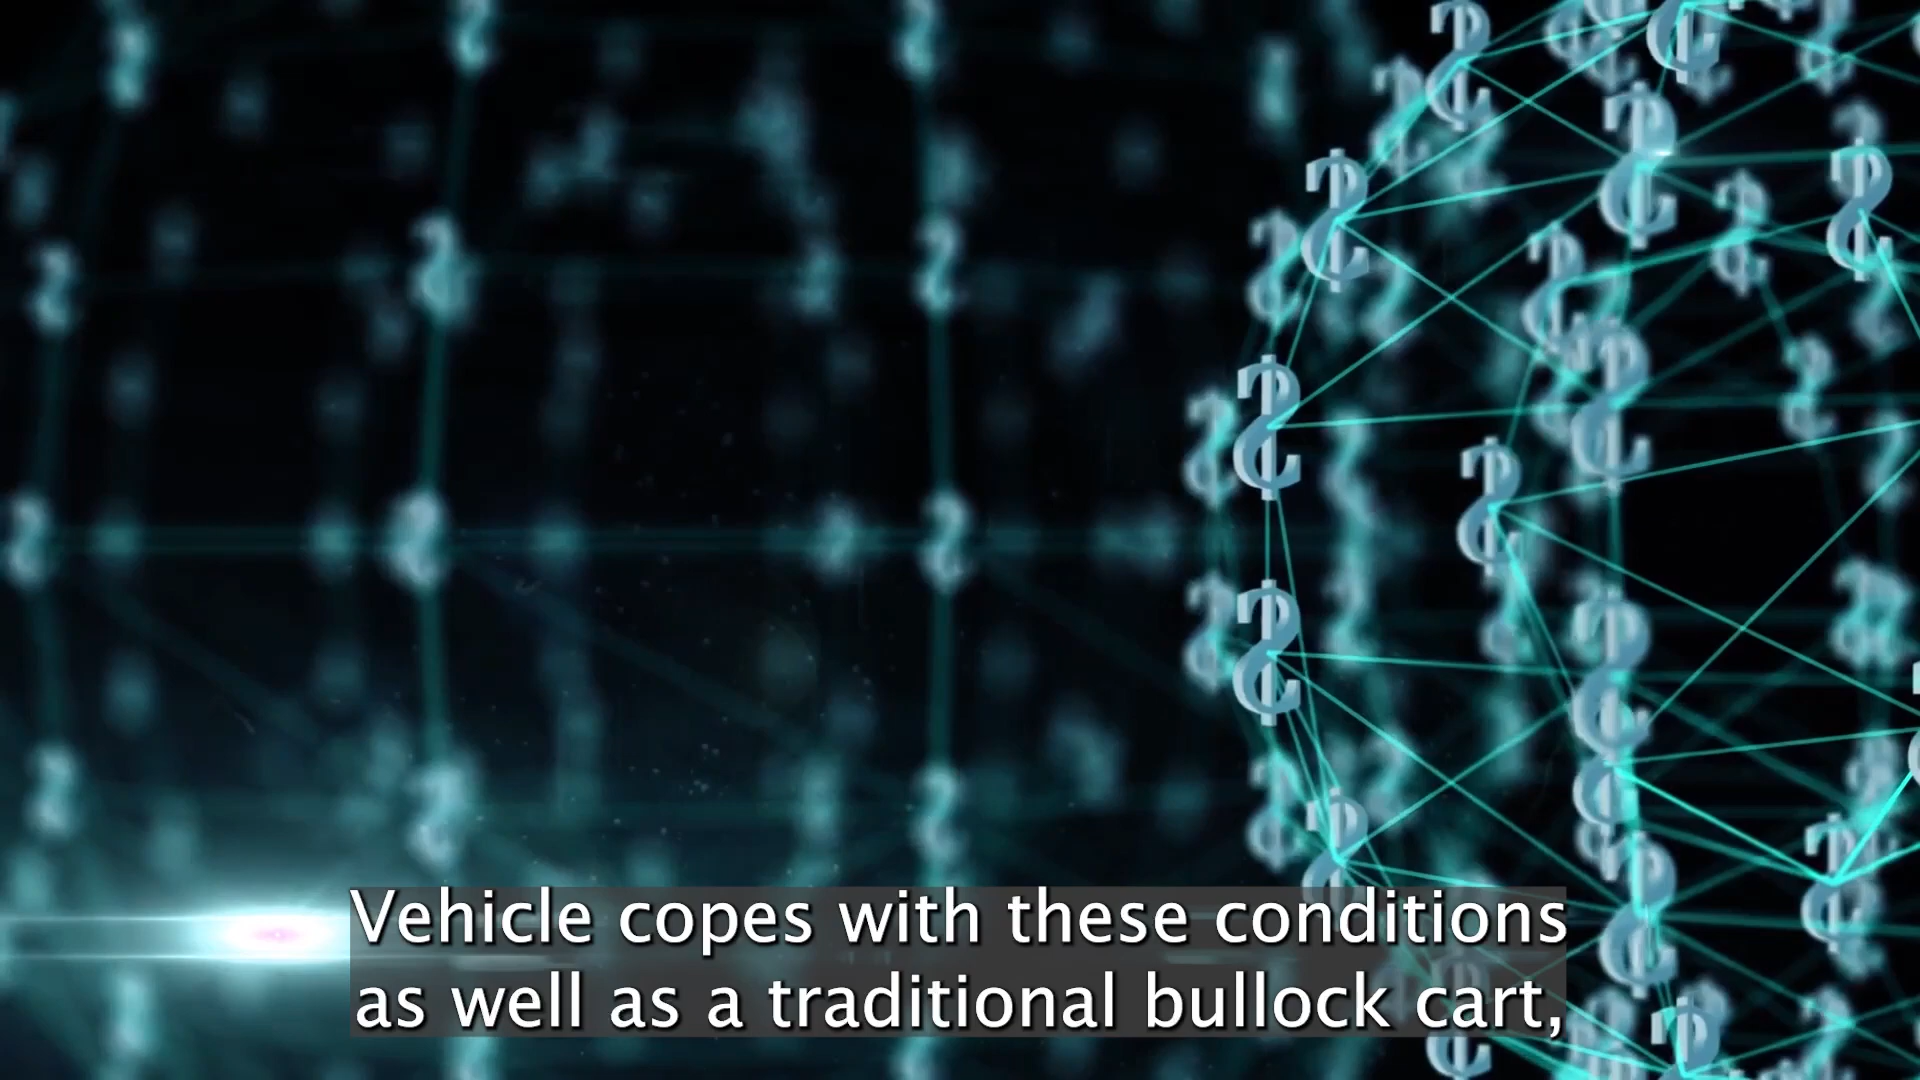 Vehicle copes with these conditions
as well as a traditional bullock cart,